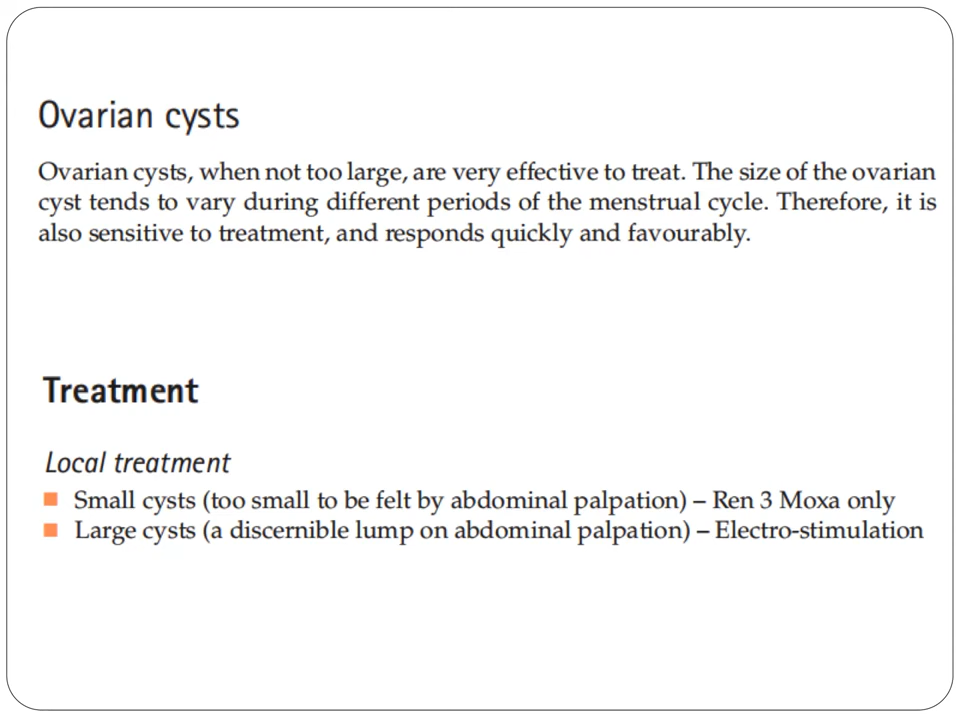 Ovarian cysts
Ovarian cysts, when not too large, are very effective to treat. The size of the ovarian
cyst tends to vary during different periods of the menstrual cycle. Therefore, it is
also sensitive to treatment, and responds quickly and favourably.
Treatment
Local treatment
Small cysts (too small to be felt by abdominal palpation) – Ren 3 Moxa only
Large cysts (a discernible lump on abdominal palpation) – Electro-stimulation